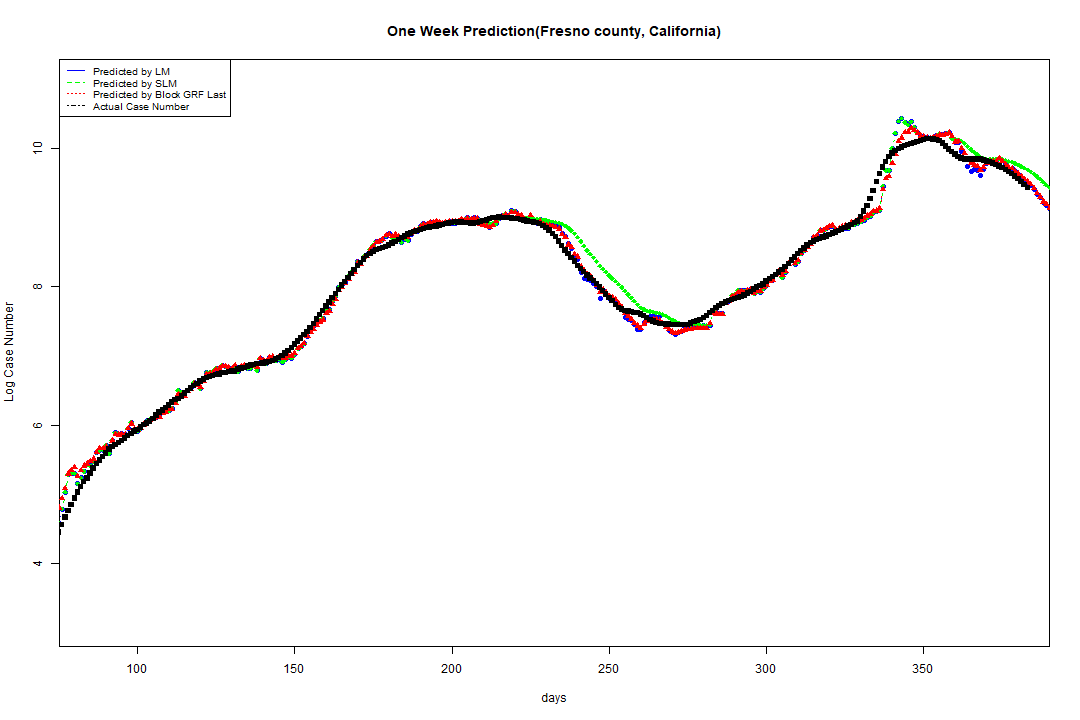 One Week Prediction(Fresno county, California)
Predicted by LM
Predicted by SLM
Predicted by Block GRF Last
Actual Case Number
10
8
6
4
Log Case Number
100 150 200 250 300 350
days